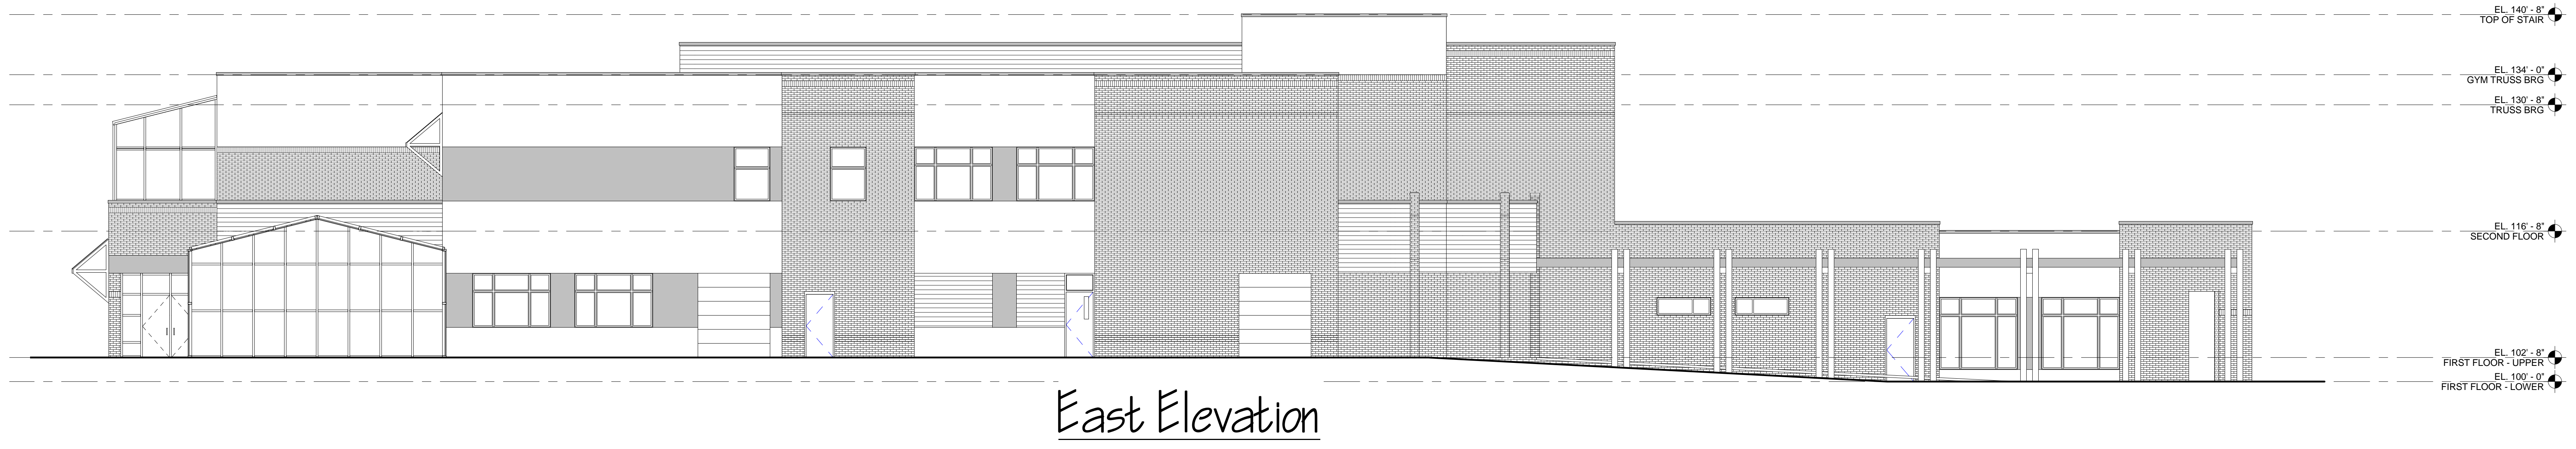 EL. 140' - 8"
TOP OF STAIR
EL. 134' - 0"
GYM TRUSS BRG
EL. 130' - 8"
TRUSS BRG
EL. 116' - 8"
SECOND FLOOR
EL. 102' - 8"
FIRST FLOOR - UPPER
EL. 100' - 0"
FIRST FLOOR - LOWER
East Elevation